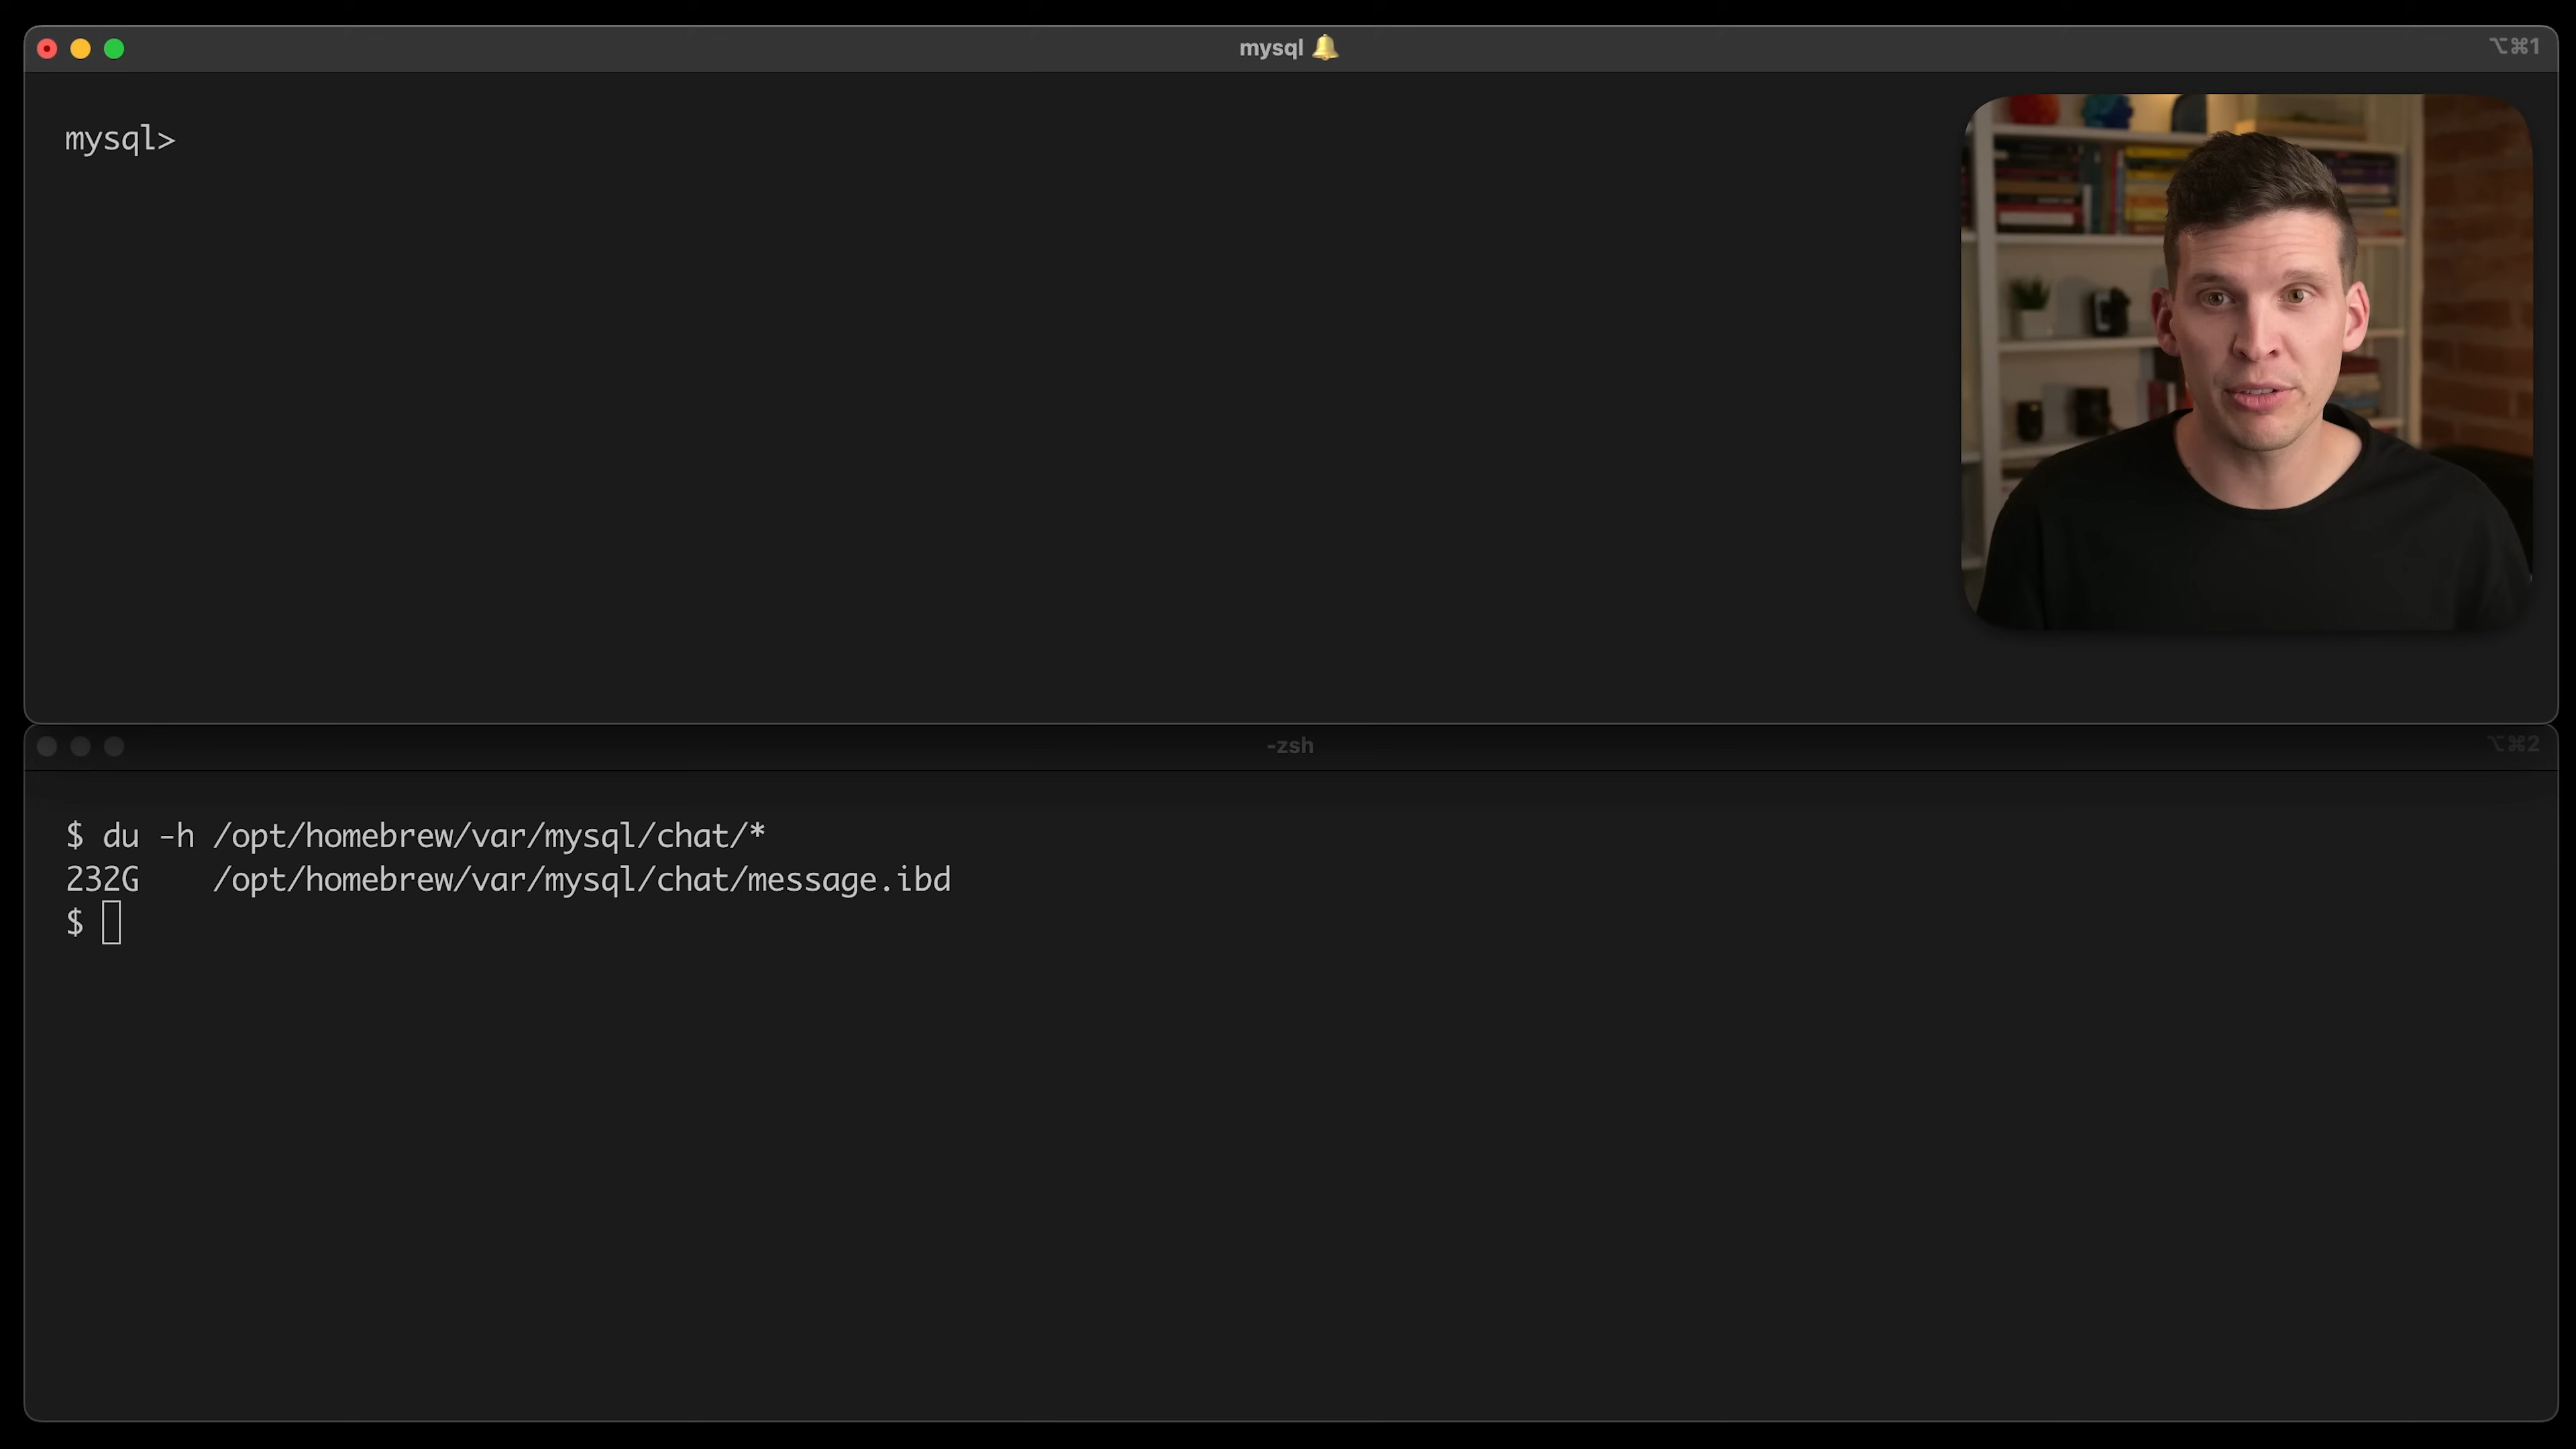 mysql 🔔
⌥⌘1
mysql>
-zsh
⌥⌘2
$ du -h /opt/homebrew/var/mysql/chat/*
232G    /opt/homebrew/var/mysql/chat/message.ibd
$